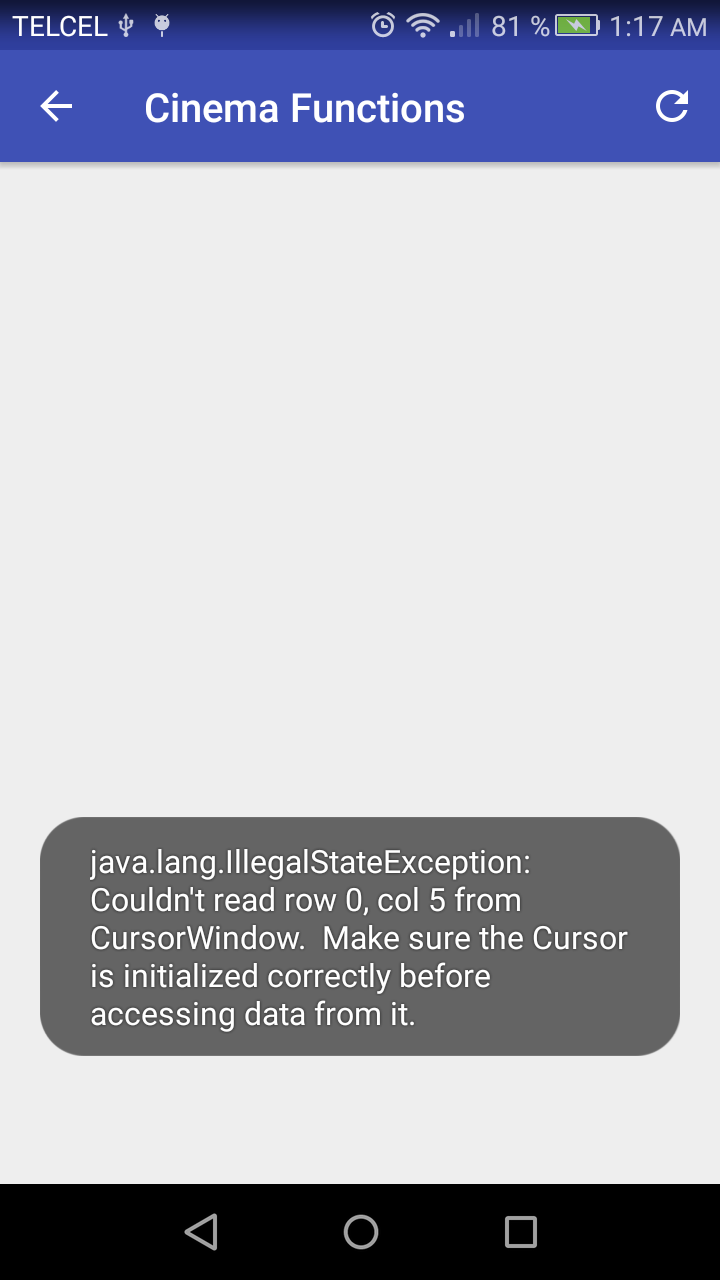 TELCEL 81 % 1:17 AM
Cinema Functions
java.lang.IllegalStateException:
Couldn't read row 0, col 5 from
CursorWindow.  Make sure the Cursor
is initialized correctly before
accessing data from it.